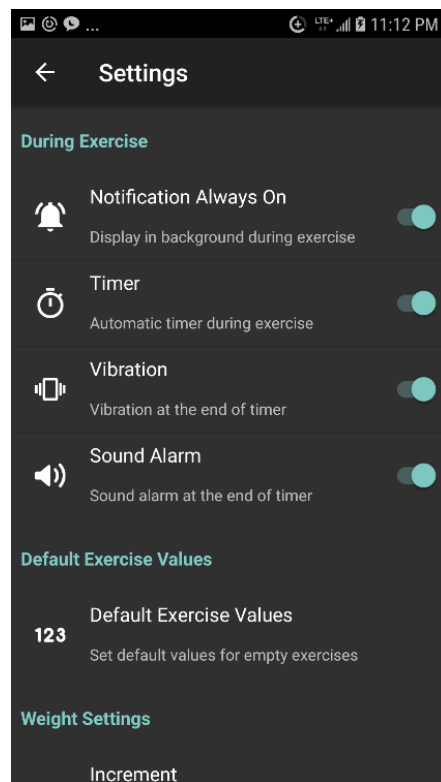 ... LTE+ 11:12 PM
Settings
During Exercise
Notification Always On
Display in background during exercise
Timer
Automatic timer during exercise
Vibration
Vibration at the end of timer
Sound Alarm
Sound alarm at the end of timer
Default Exercise Values
Default Exercise Values
123
Set default values for empty exercises
Weight Settings
Increment